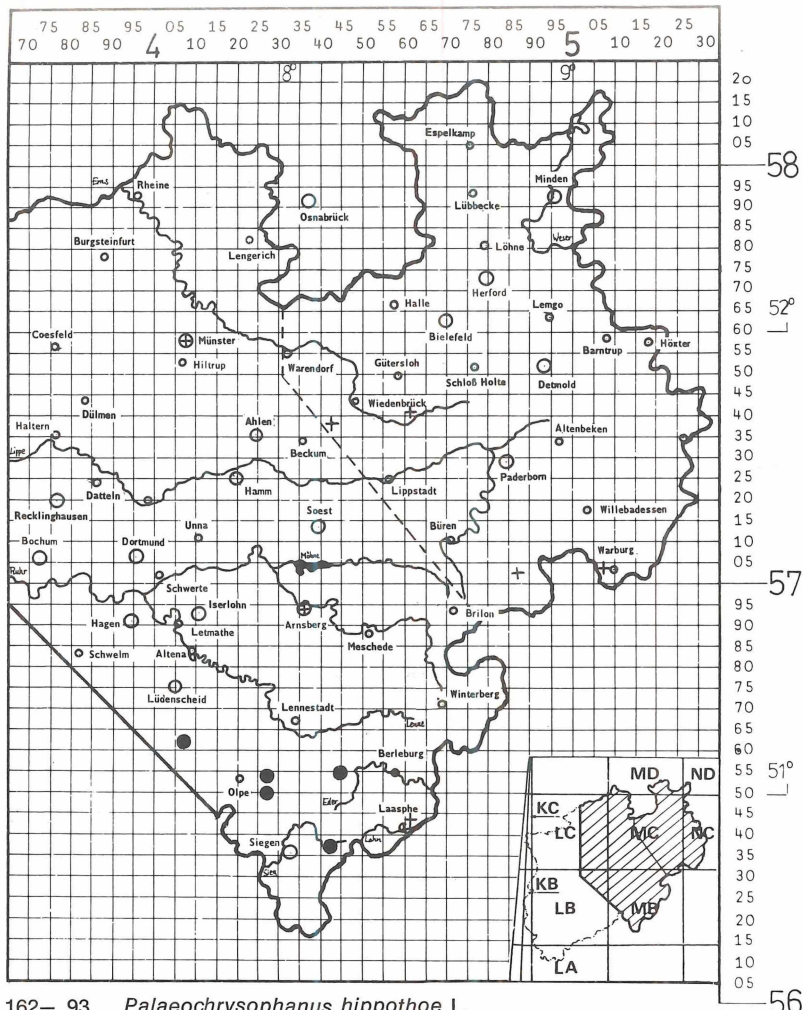 70 75 80 85 90 95 4 05 10 15 20 25 30 35 40 45 50 55 60 65 70 75 80 85 90 95 5 05 10 15 20 25 30
8° 9°
20
15
10
Espelkamp 05
58
Ems Rheine Minden 95
Osnabrück Lübbecke 90
Burgsteinfurt Lengerich Löhne Weser 85
80
75
Herford 70
Halle Lemgo 65
52°
Coesfeld Münster Bielefeld Barntrup Höxter 60
Hiltrup Warendorf Gütersloh Schloß Holte Detmold 55
50
Dülmen Wiedenbrück 45
Haltern Ahlen Altenbeken 40
Beckum 35
Lippe Paderborn 30
Datteln Hamm Lippstadt 25
Recklinghausen Soest Willebadessen 20
15
Bochum Dortmund Unna Büren 10
Möhne Warburg 05
Ruhr Schwerte 57
Iserlohn Arnsberg Brilon 95
Hagen Letmathe Meschede 90
Schwelm Altena 85
80
Lüdenscheid Winterberg 75
Lennestadt Lenne 70
65
60
Berleburg MD ND 55
51°
Olpe Eder KC 50
Laasphe 45
LC MC NC 40
Siegen Lahn 35
Sieg 30
KB 25
LB MB 20
15
LA 10
05
162– 93 Palaeochrysophanus hippothoe L. 56